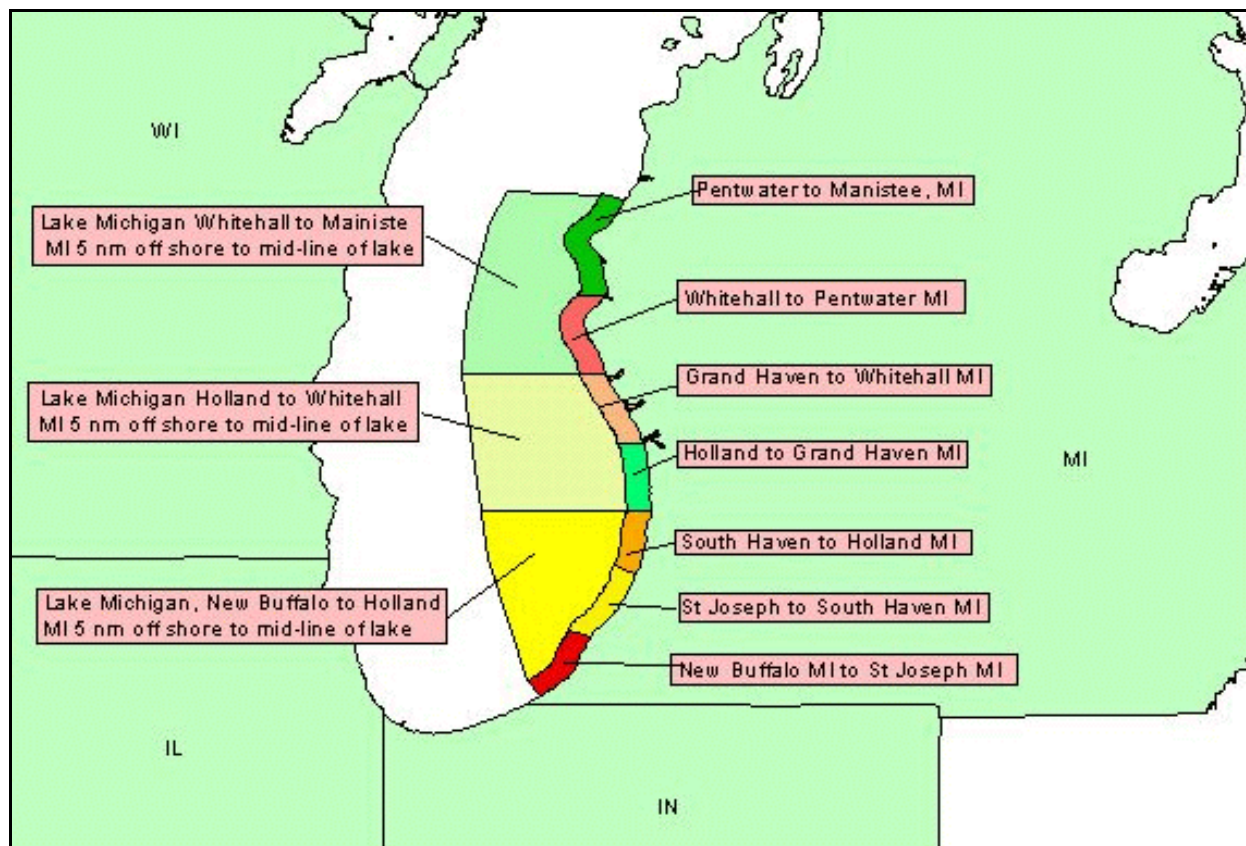 WI
Pentwater to Manistee, MI
Lake Michigan Whitehall to Mainiste
MI 5 nm off shore to mid-line of lake
Whitehall to Pentwater MI
Grand Haven to Whitehall MI
Lake Michigan Holland to Whitehall
MI 5 nm off shore to mid-line of lake
Holland to Grand Haven MI
MI
South Haven to Holland MI
Lake Michigan, New Buffalo to Holland
MI 5 nm off shore to mid-line of lake
St Joseph to South Haven MI
New Buffalo MI to St Joseph MI
IL
IN